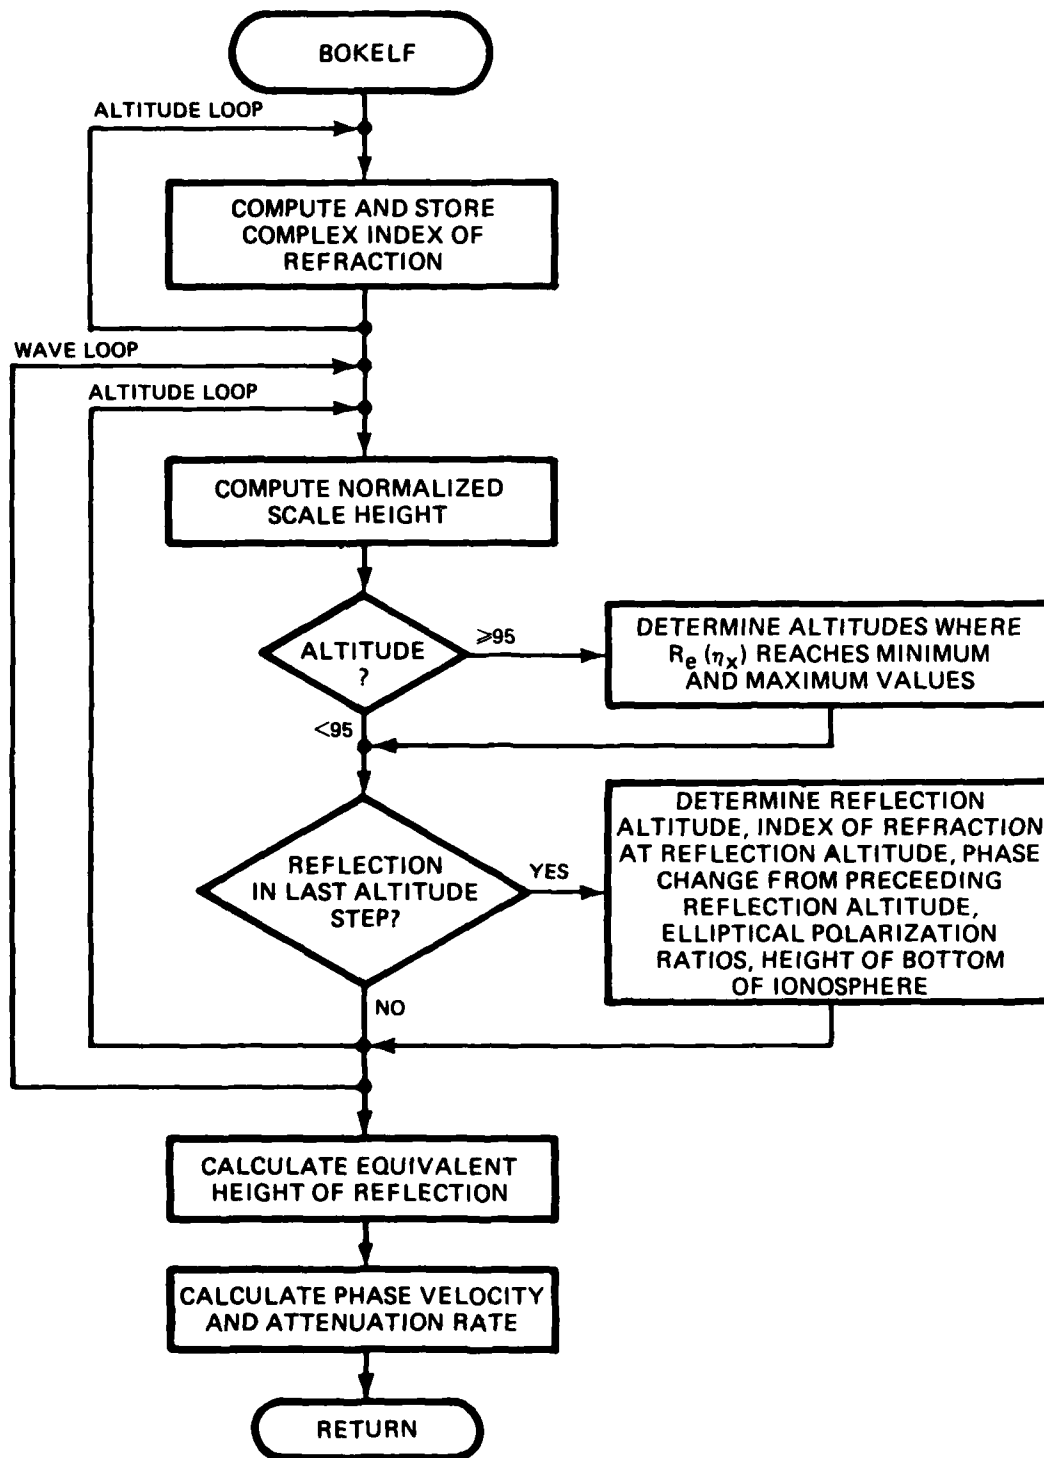 BOKELF
ALTITUDE LOOP
COMPUTE AND STORE
COMPLEX INDEX OF
REFRACTION
WAVE LOOP
ALTITUDE LOOP
COMPUTE NORMALIZED
SCALE HEIGHT
ALTITUDE
?
≥95
DETERMINE ALTITUDES WHERE
Re (ηx) REACHES MINIMUM
AND MAXIMUM VALUES
<95
REFLECTION
IN LAST ALTITUDE
STEP?
YES
DETERMINE REFLECTION
ALTITUDE, INDEX OF REFRACTION
AT REFLECTION ALTITUDE, PHASE
CHANGE FROM PRECEEDING
REFLECTION ALTITUDE,
ELLIPTICAL POLARIZATION
RATIOS, HEIGHT OF BOTTOM
OF IONOSPHERE
NO
CALCULATE EQUIVALENT
HEIGHT OF REFLECTION
CALCULATE PHASE VELOCITY
AND ATTENUATION RATE
RETURN